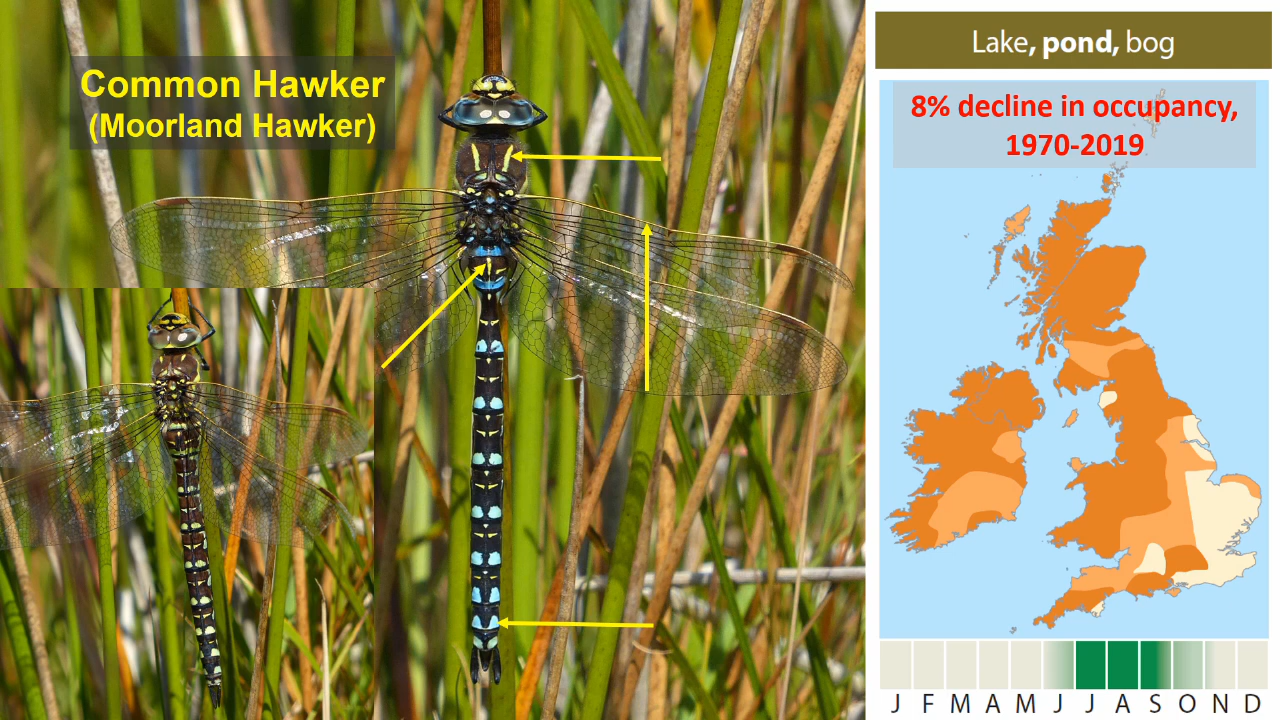 Common Hawker
(Moorland Hawker)
Lake, pond, bog
8% decline in occupancy,
1970-2019
J F M A M J J A S O N D